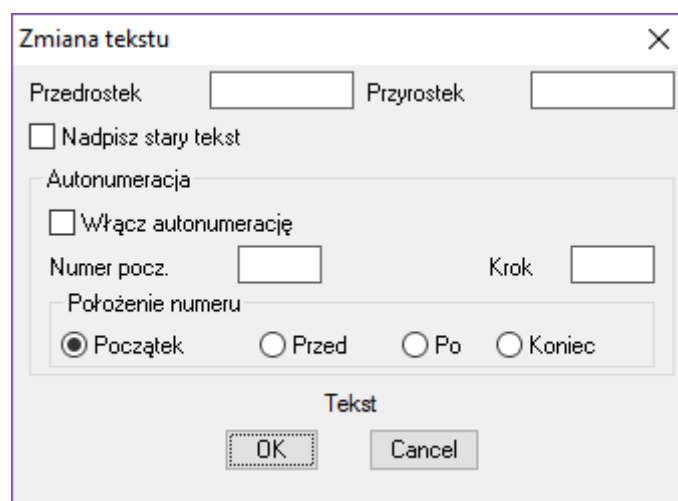 Zmiana tekstu
Przedrostek Przyrostek
Nadpisz stary tekst
Autonumeracja
Włącz autonumerację
Numer pocz. Krok
Położenie numeru
Początek Przed Po Koniec
Tekst
OK Cancel